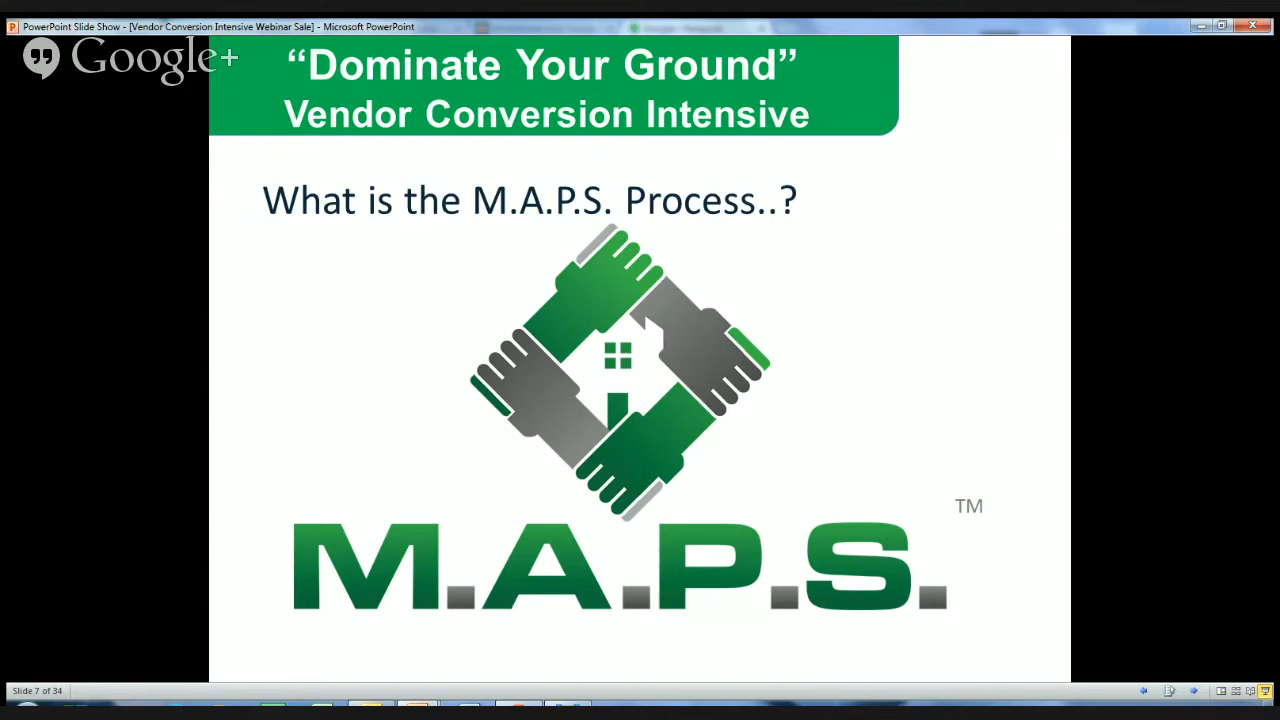 PowerPoint Slide Show - [Vendor Conversion Intensive Webinar Sale] - Microsoft PowerPoint
Google+
“Dominate Your Ground”
Vendor Conversion Intensive
What is the M.A.P.S. Process..?
TM
M.A.P.S.
Slide 7 of 34